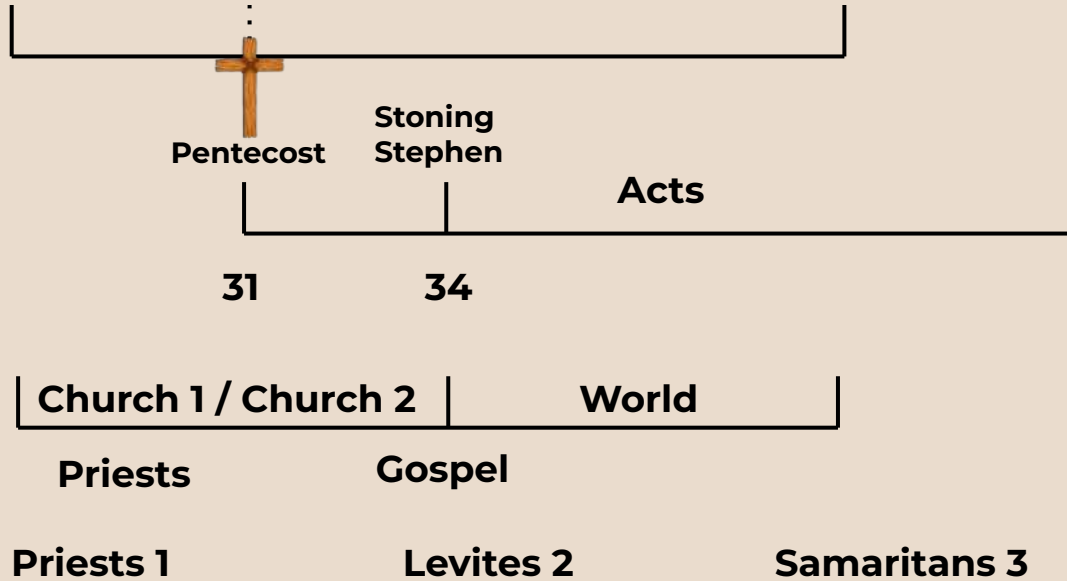 Pentecost
Stoning
Stephen
Acts
31
34
Church 1 / Church 2
World
Priests
Gospel
Priests 1
Levites 2
Samaritans 3